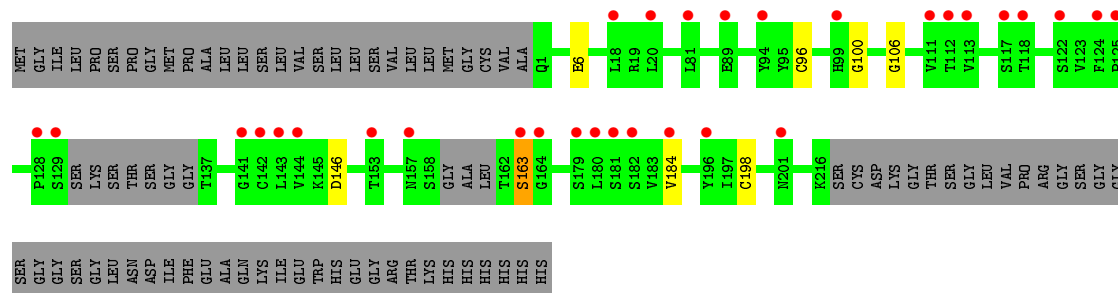 MET GLY ILE LEU PRO SER PRO GLY MET PRO ALA LEU LEU SER LEU VAL SER LEU LEU SER VAL LEU LEU MET GLY CYS VAL ALA Q1 E6 L18 R19 L20 L81 E89 Y94 Y95 C96 H99 G100 G106 V111 T112 V113 S117 T118 S122 V123 F124 P125
P128 S129 SER LYS SER THR SER GLY GLY T137 G141 C142 L143 V144 K145 D146 T153 N157 S158 GLY ALA LEU T162 S163 G164 S179 L180 S181 S182 V183 V184 Y196 I197 C198 N201 K216 SER CYS ASP LYS GLY THR SER GLY LEU VAL PRO ARG GLY SER GLY GLY
SER GLY GLY SER GLY LEU ASN ASP ILE PHE GLU ALA GLN LYS ILE GLU TRP HIS GLU GLY ARG THR LYS HIS HIS HIS HIS HIS HIS